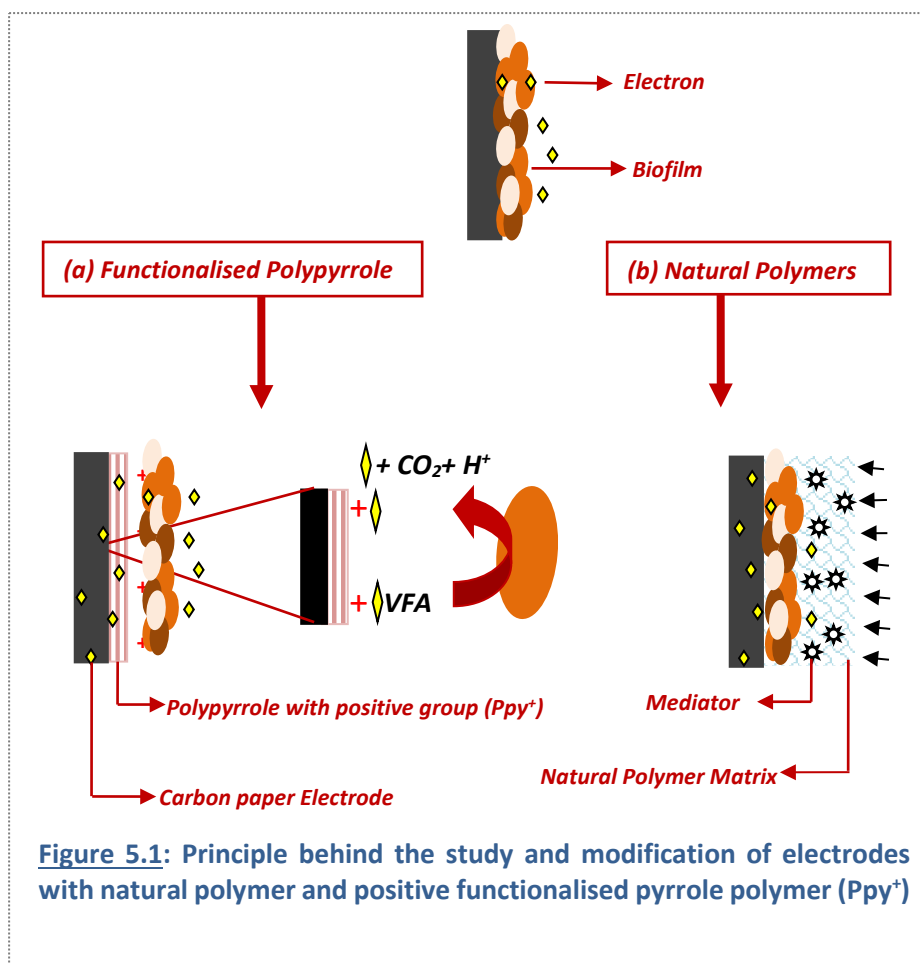 Electron
Biofilm
(a) Functionalised Polypyrrole
(b) Natural Polymers
+ CO₂+ H⁺
+
+
+
+
+ VFA
Mediator
Polypyrrole with positive group (Ppy⁺)
Natural Polymer Matrix
Carbon paper Electrode
Figure 5.1: Principle behind the study and modification of electrodes
with natural polymer and positive functionalised pyrrole polymer (Ppy⁺)